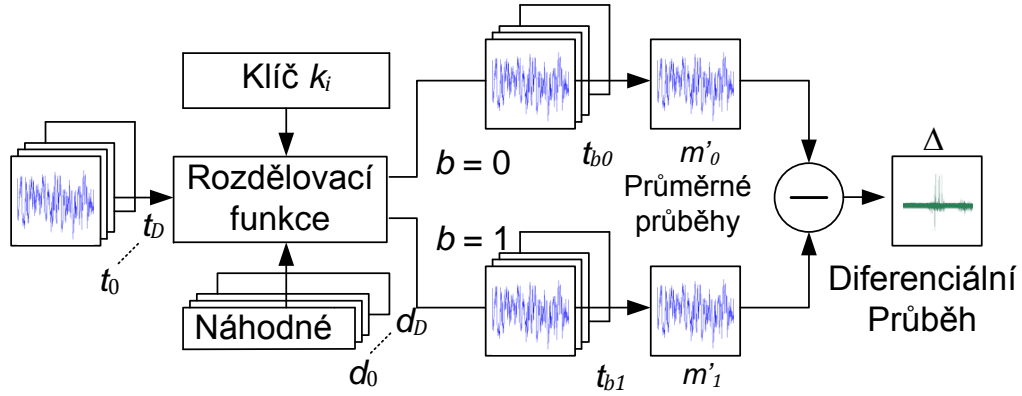 Klíč kᵢ
Rozdělovací
funkce
Náhodné
t₀
t_D
d₀
d_D
b = 0
b = 1
t_b0
t_b1
m'₀
Průměrné
průběhy
m'₁
Δ
Diferenciální
Průběh